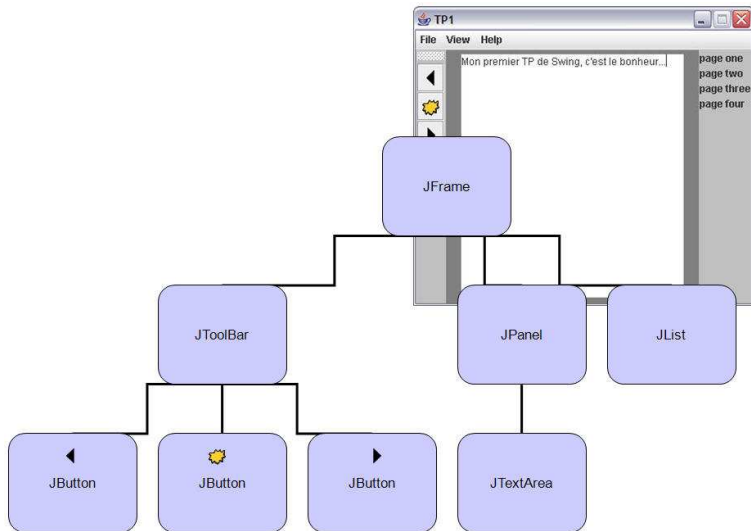 TP1
File View Help
Mon premier TP de Swing, c'est le bonheur...
page one
page two
page three
page four
JFrame
JToolBar
JPanel
JList
JButton
JButton
JButton
JTextArea